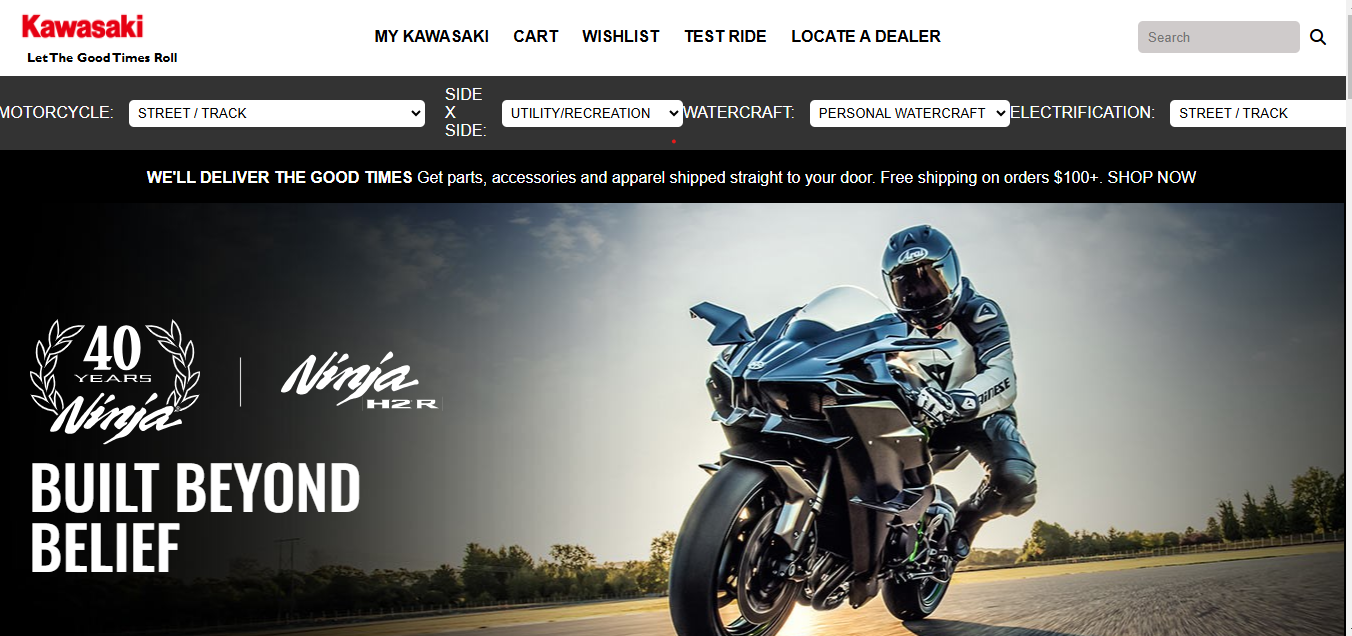 Kawasaki
Let The Good Times Roll
MY KAWASAKI CART WISHLIST TEST RIDE LOCATE A DEALER
Search
MOTORCYCLE: STREET / TRACK
SIDE
X
SIDE:
UTILITY/RECREATION
WATERCRAFT: PERSONAL WATERCRAFT
ELECTRIFICATION: STREET / TRACK
WE'LL DELIVER THE GOOD TIMES Get parts, accessories and apparel shipped straight to your door. Free shipping on orders $100+. SHOP NOW
Arai
DAINESE
40
YEARS
Ninja
Ninja
H2R
BUILT BEYOND
BELIEF